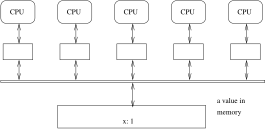 CPU CPU CPU CPU CPU
a value in
memory
x: 1